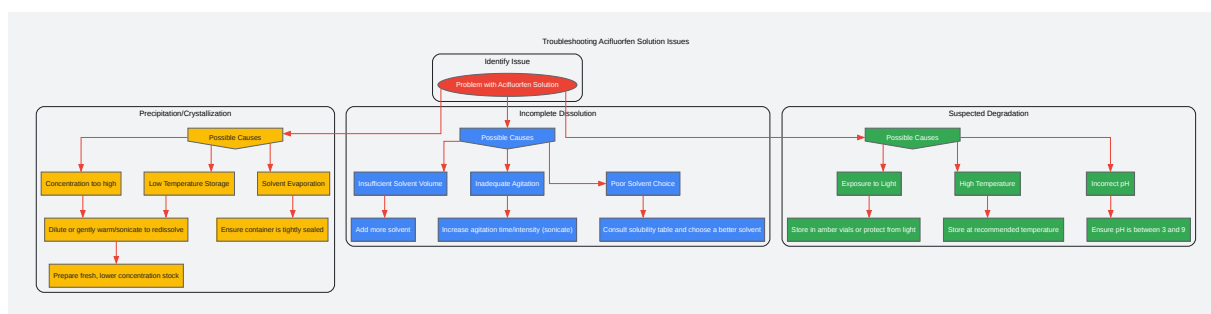 Troubleshooting Acifluorfen Solution Issues
Identify Issue
Problem with Acifluorfen Solution
Precipitation/Crystallization
Possible Causes
Concentration too high
Low Temperature Storage
Solvent Evaporation
Dilute or gently warm/sonicate to redissolve
Ensure container is tightly sealed
Prepare fresh, lower concentration stock
Incomplete Dissolution
Possible Causes
Insufficient Solvent Volume
Inadequate Agitation
Poor Solvent Choice
Add more solvent
Increase agitation time/intensity (sonicate)
Consult solubility table and choose a better solvent
Suspected Degradation
Possible Causes
Exposure to Light
High Temperature
Incorrect pH
Store in amber vials or protect from light
Store at recommended temperature
Ensure pH is between 3 and 9